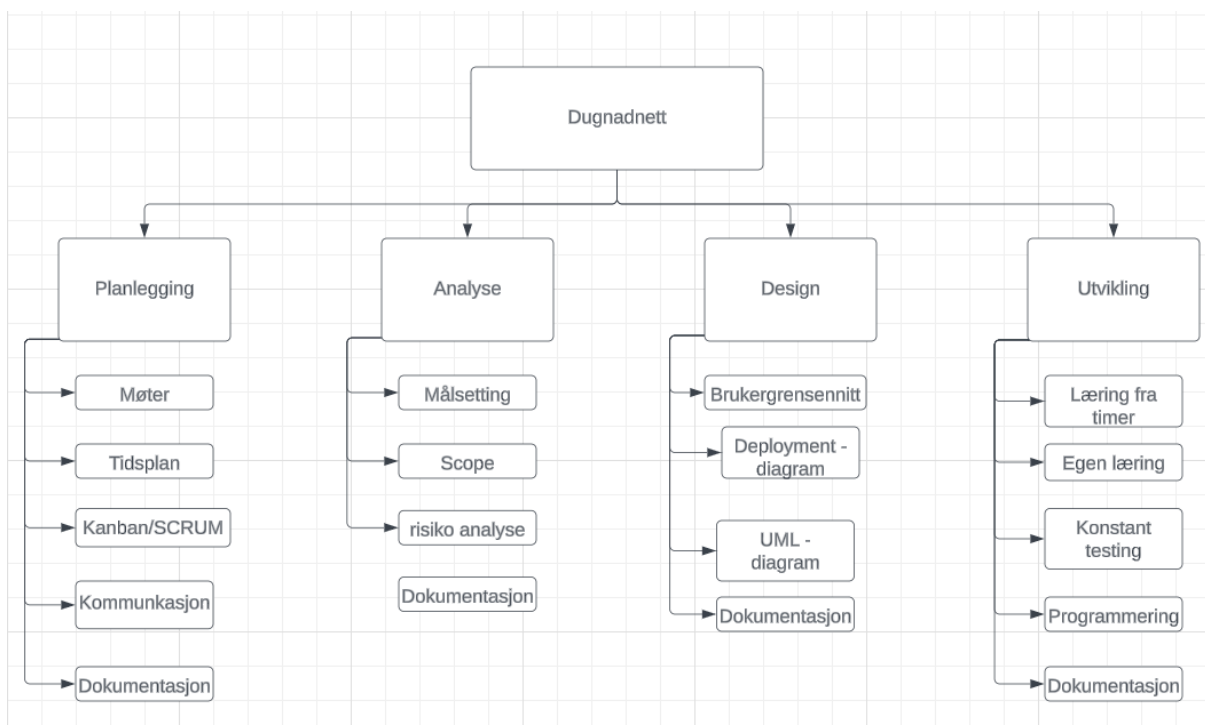 Dugnadnett
Planlegging
Analyse
Design
Utvikling
Møter
Tidsplan
Kanban/SCRUM
Kommunkasjon
Dokumentasjon
Målsetting
Scope
risiko analyse
Dokumentasjon
Brukergrensennitt
Deployment -
diagram
UML -
diagram
Dokumentasjon
Læring fra
timer
Egen læring
Konstant
testing
Programmering
Dokumentasjon